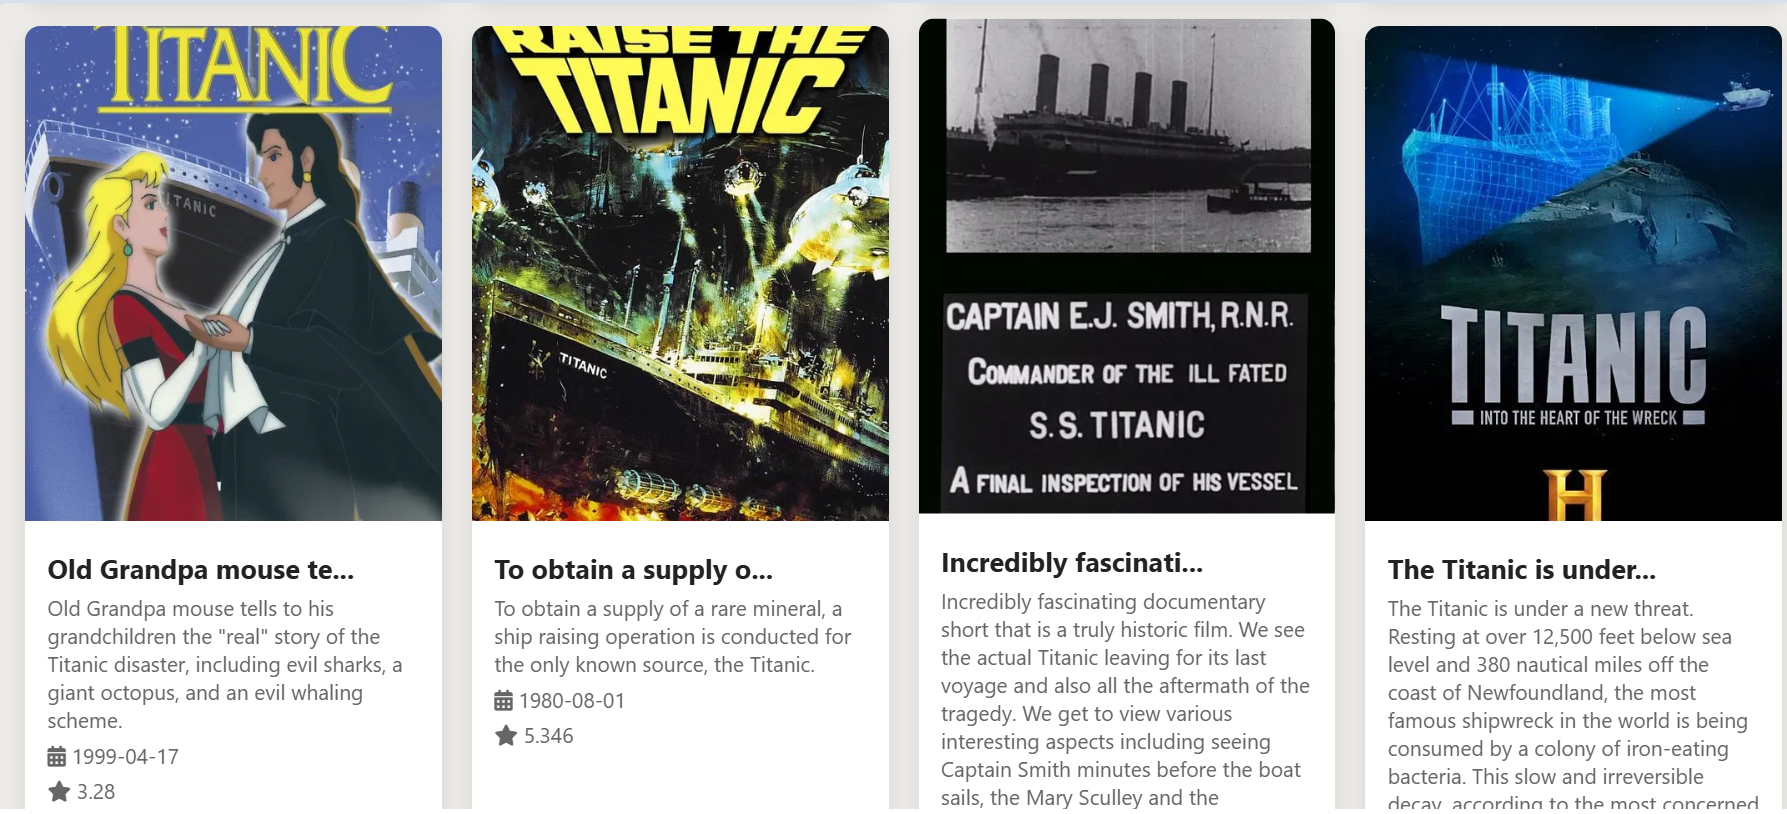 TITANIC
TITANIC
Old Grandpa mouse te...
Old Grandpa mouse tells to his
grandchildren the "real" story of the
Titanic disaster, including evil sharks, a
giant octopus, and an evil whaling
scheme.
1999-04-17
3.28
RAISE THE
TITANIC
TITANIC
To obtain a supply o...
To obtain a supply of a rare mineral, a
ship raising operation is conducted for
the only known source, the Titanic.
1980-08-01
5.346
CAPTAIN E.J. SMITH, R.N.R.
COMMANDER OF THE ILL FATED
S.S. TITANIC
A FINAL INSPECTION OF HIS VESSEL
Incredibly fascinati...
Incredibly fascinating documentary
short that is a truly historic film. We see
the actual Titanic leaving for its last
voyage and also all the aftermath of the
tragedy. We get to view various
interesting aspects including seeing
Captain Smith minutes before the boat
sails, the Mary Sculley and the
TITANIC
INTO THE HEART OF THE WRECK
H
The Titanic is under...
The Titanic is under a new threat.
Resting at over 12,500 feet below sea
level and 380 nautical miles off the
coast of Newfoundland, the most
famous shipwreck in the world is being
consumed by a colony of iron-eating
bacteria. This slow and irreversible
decay, according to the most concerned